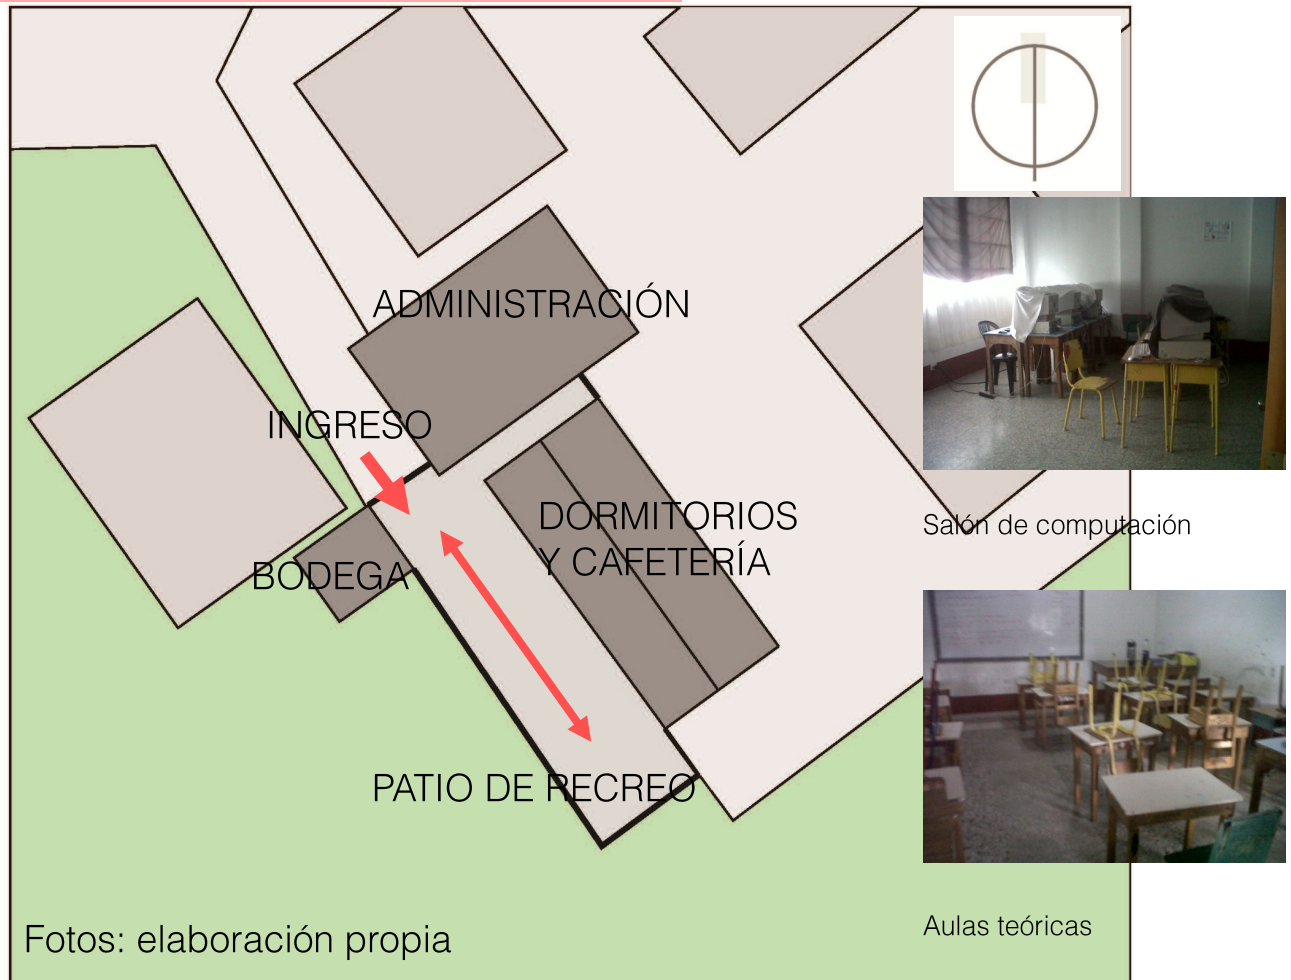 ADMINISTRACIÓN
INGRESO
DORMITORIOS
Y CAFETERÍA
Salón de computación
BODEGA
PATIO DE RECREO
Aulas teóricas
Fotos: elaboración propia